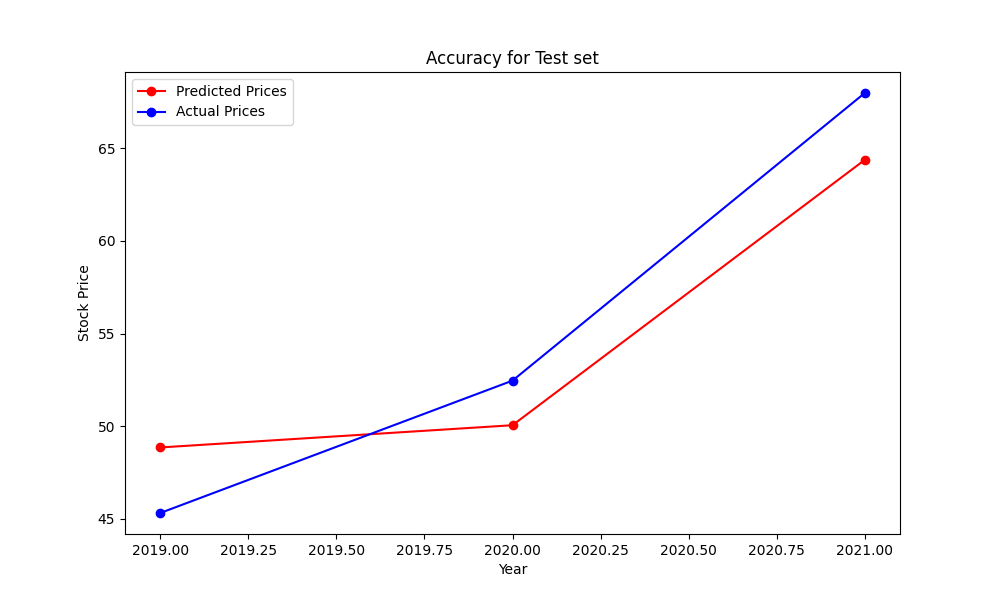 Accuracy for Test set
Predicted Prices
Actual Prices
65
60
55
50
45
Stock Price
2019.00 2019.25 2019.50 2019.75 2020.00 2020.25 2020.50 2020.75 2021.00
Year